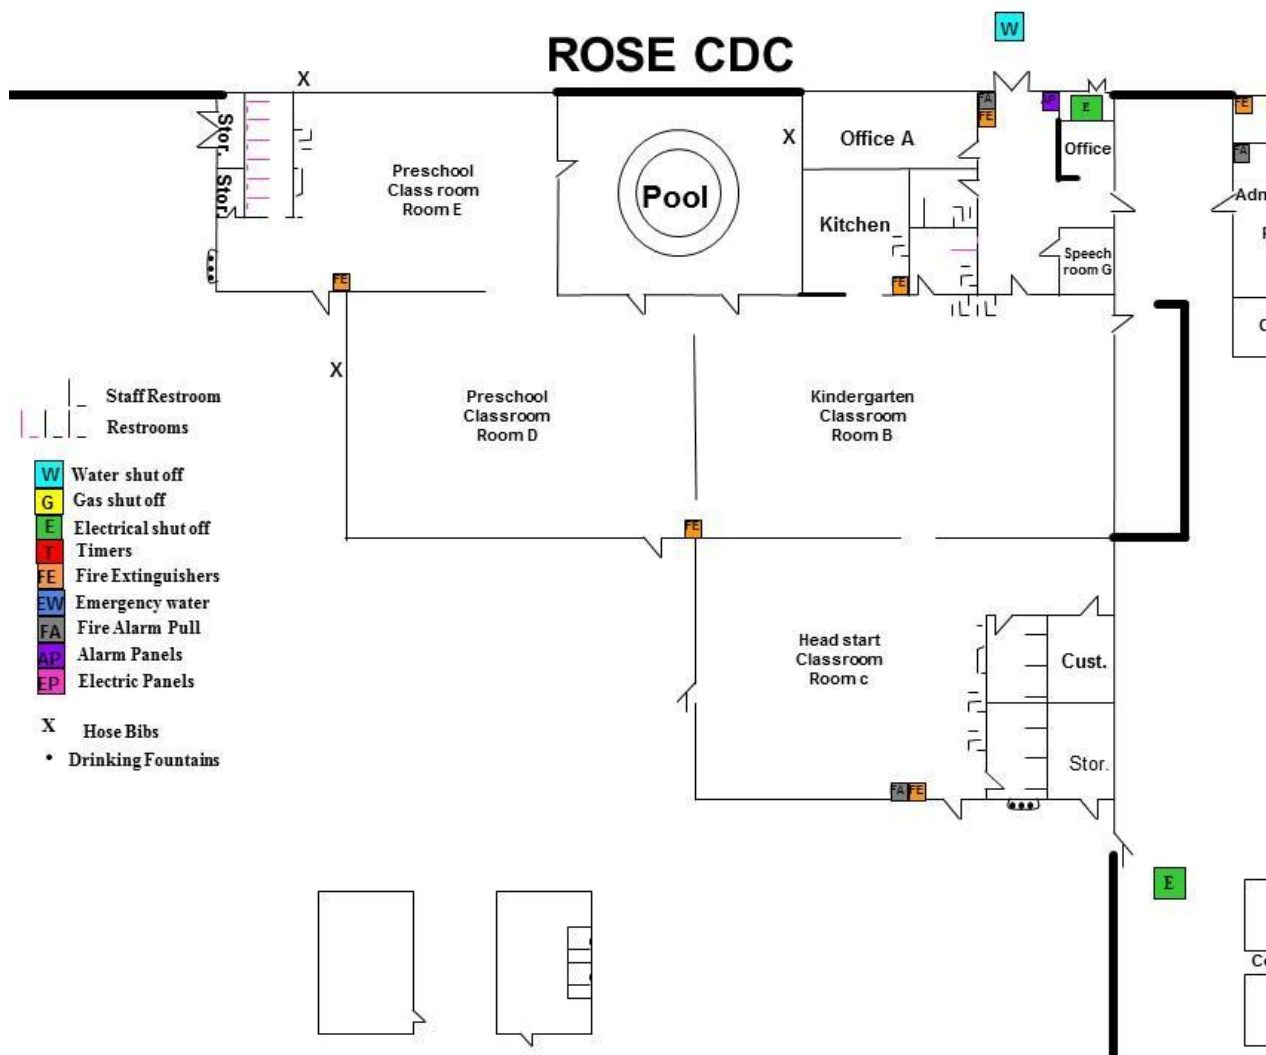 W
ROSE CDC
X
FA
FE
AP
E
FE
FA
Stor.
Stor.
Preschool
Class room
Room E
X
Pool
Office A
Office
Kitchen
Speech
room G
Adn
FE
FE
C
X
Preschool
Classroom
Room D
Kindergarten
Classroom
Room B
Staff Restroom
Restrooms
W Water shut off
G Gas shut off
E Electrical shut off
T Timers
FE Fire Extinguishers
EW Emergency water
FA Fire Alarm Pull
AP Alarm Panels
EP Electric Panels
X Hose Bibs
• Drinking Fountains
FE
Head start
Classroom
Room c
Cust.
Stor.
FA FE
E